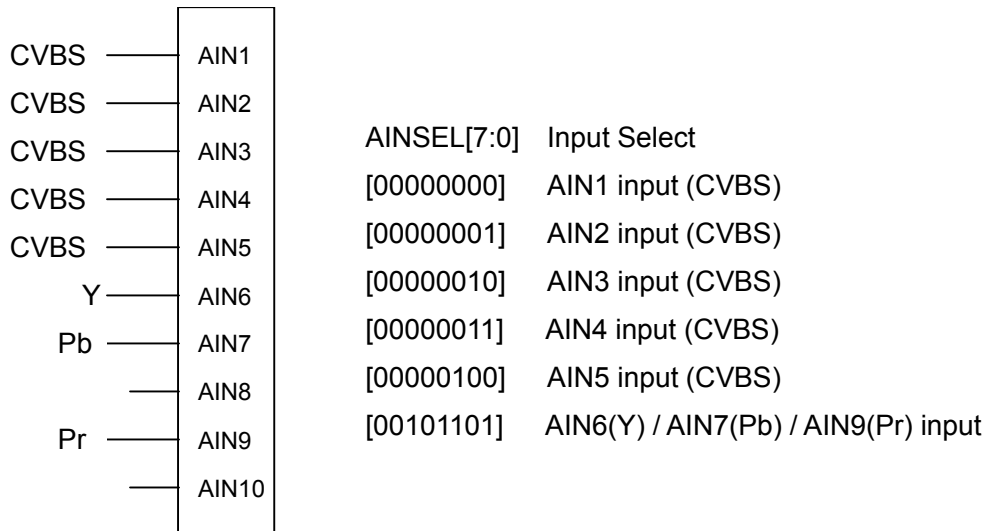 CVBS AIN1
CVBS AIN2
CVBS AIN3
CVBS AIN4
CVBS AIN5
Y AIN6
Pb AIN7
AIN8
Pr AIN9
AIN10
AINSEL[7:0] Input Select
[00000000] AIN1 input (CVBS)
[00000001] AIN2 input (CVBS)
[00000010] AIN3 input (CVBS)
[00000011] AIN4 input (CVBS)
[00000100] AIN5 input (CVBS)
[00101101] AIN6(Y) / AIN7(Pb) / AIN9(Pr) input